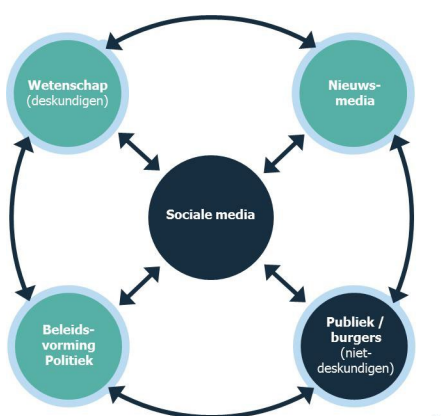 Wetenschap
(deskundigen)
Nieuws-
media
Sociale media
Beleids-
vorming
Politiek
Publiek /
burgers
(niet-
deskundigen)